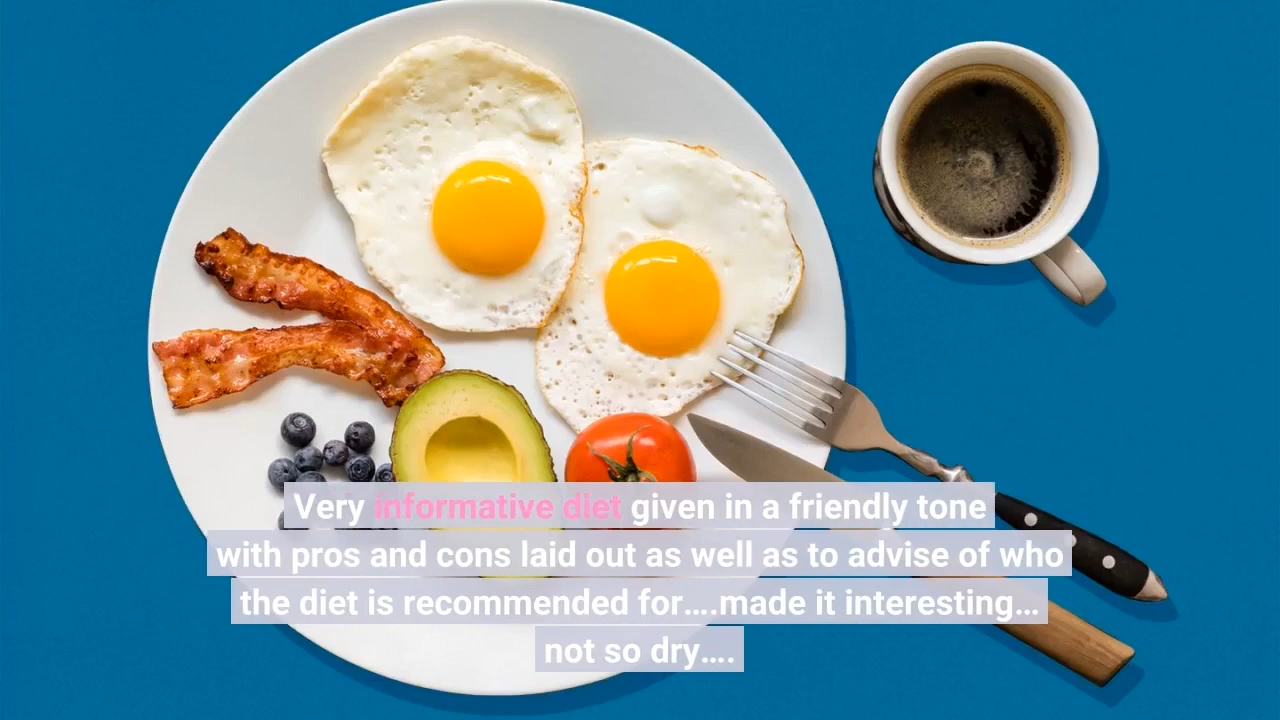 Very informative diet given in a friendly tone
with pros and cons laid out as well as to advise of who
the diet is recommended for....made it interesting...
not so dry....